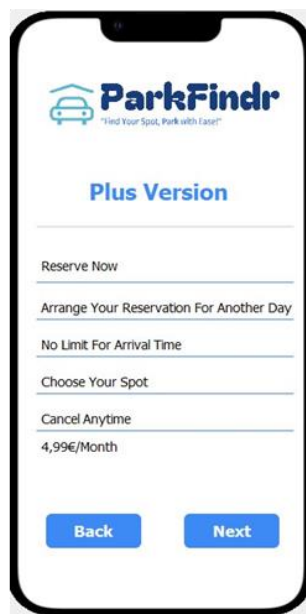 ParkFindr
"Find Your Spot, Park with Ease!"
Plus Version
Reserve Now
Arrange Your Reservation For Another Day
No Limit For Arrival Time
Choose Your Spot
Cancel Anytime
4,99€/Month
Back Next